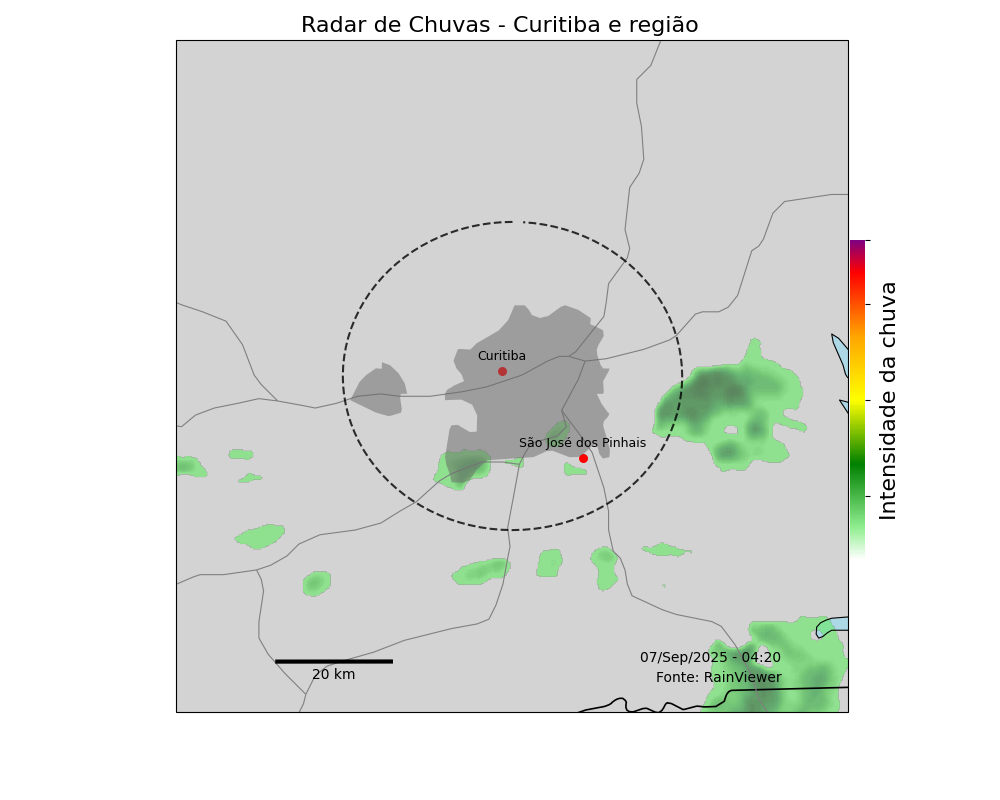 Radar de Chuvas - Curitiba e região
Curitiba
São José dos Pinhais
Intensidade da chuva
07/Sep/2025 - 04:20
Fonte: RainViewer
20 km